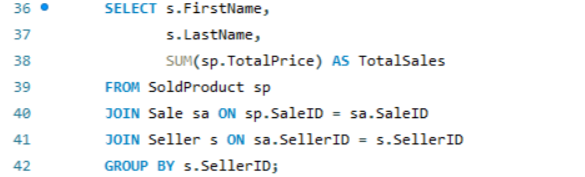 36 SELECT s.FirstName,
37 s.LastName,
38 SUM(sp.TotalPrice) AS TotalSales
39 FROM SoldProduct sp
40 JOIN Sale sa ON sp.SaleID = sa.SaleID
41 JOIN Seller s ON sa.SellerID = s.SellerID
42 GROUP BY s.SellerID;